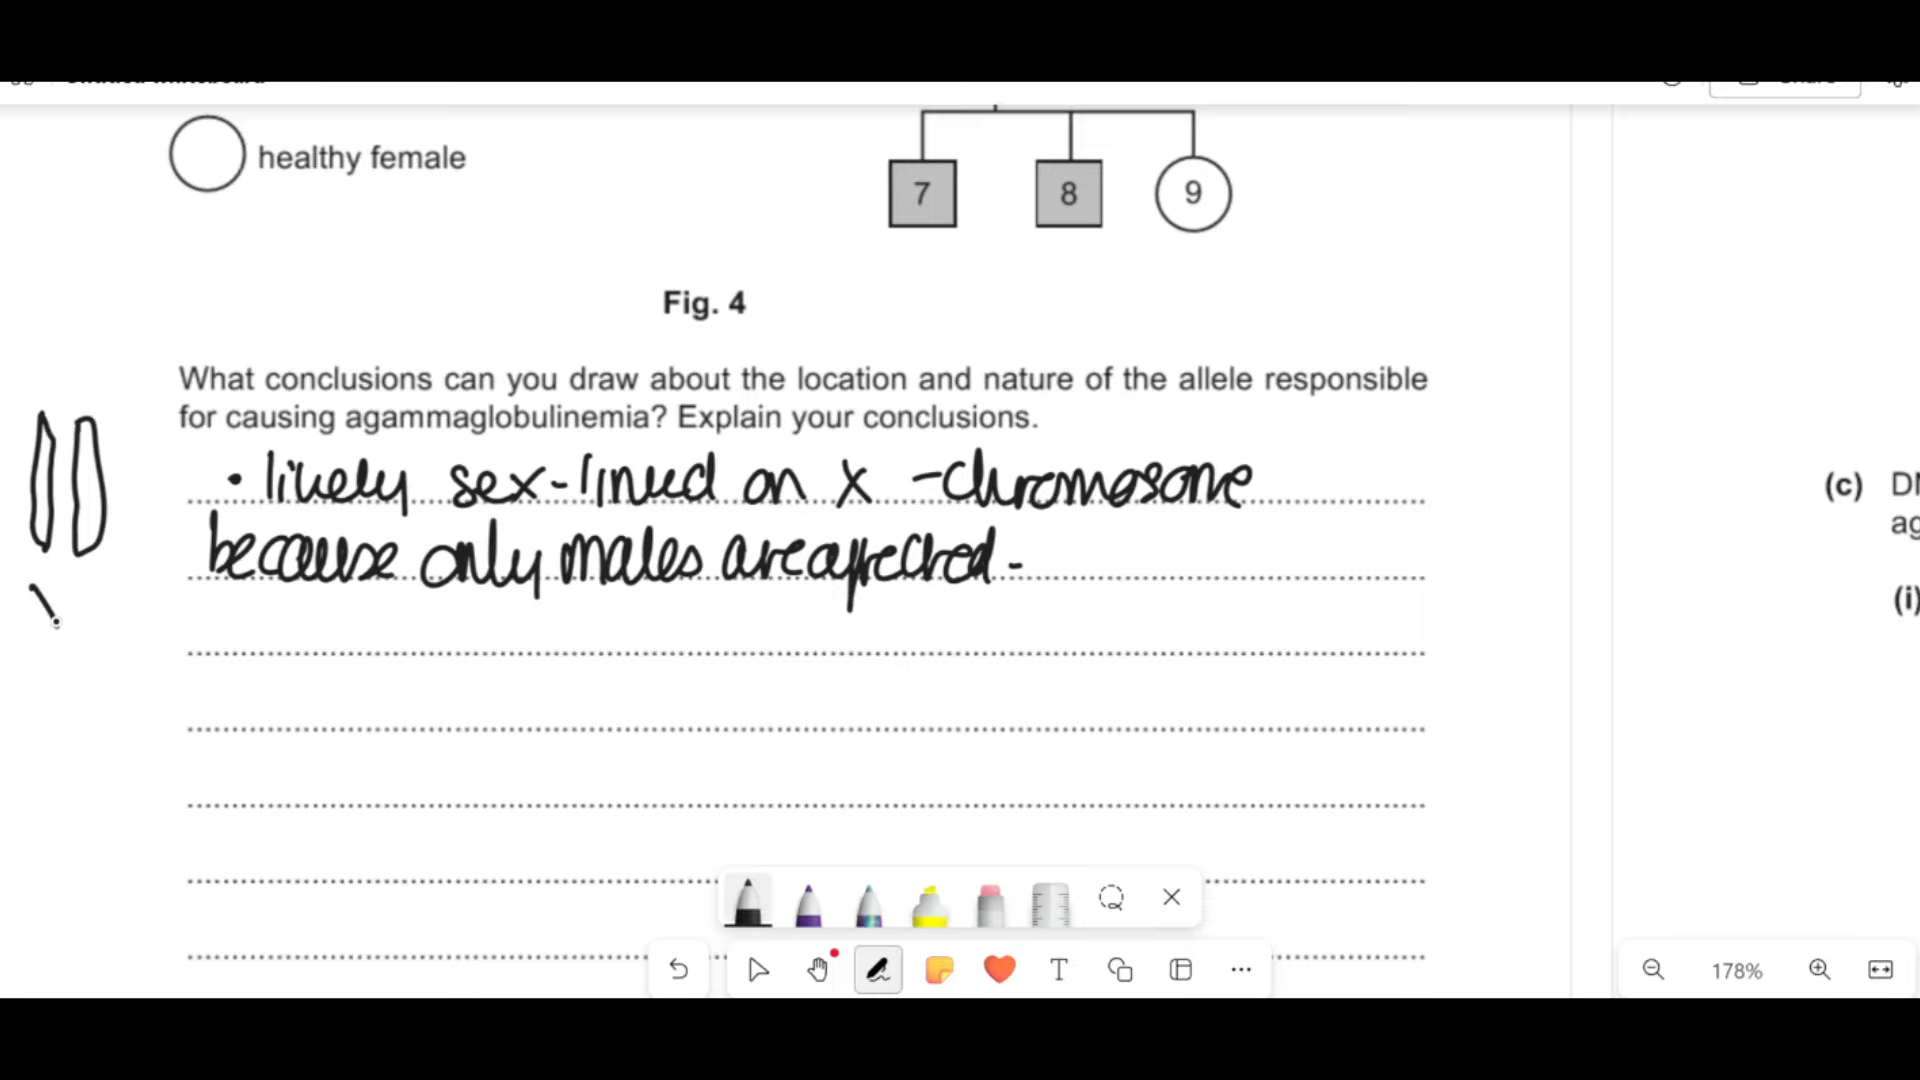 healthy female
7 8 9
Fig. 4
What conclusions can you draw about the location and nature of the allele responsible
for causing agammaglobulinemia? Explain your conclusions.
• likely sex-linked on X -chromosome
because only males are affected.
(c) DN
ag
(i)
T
178%